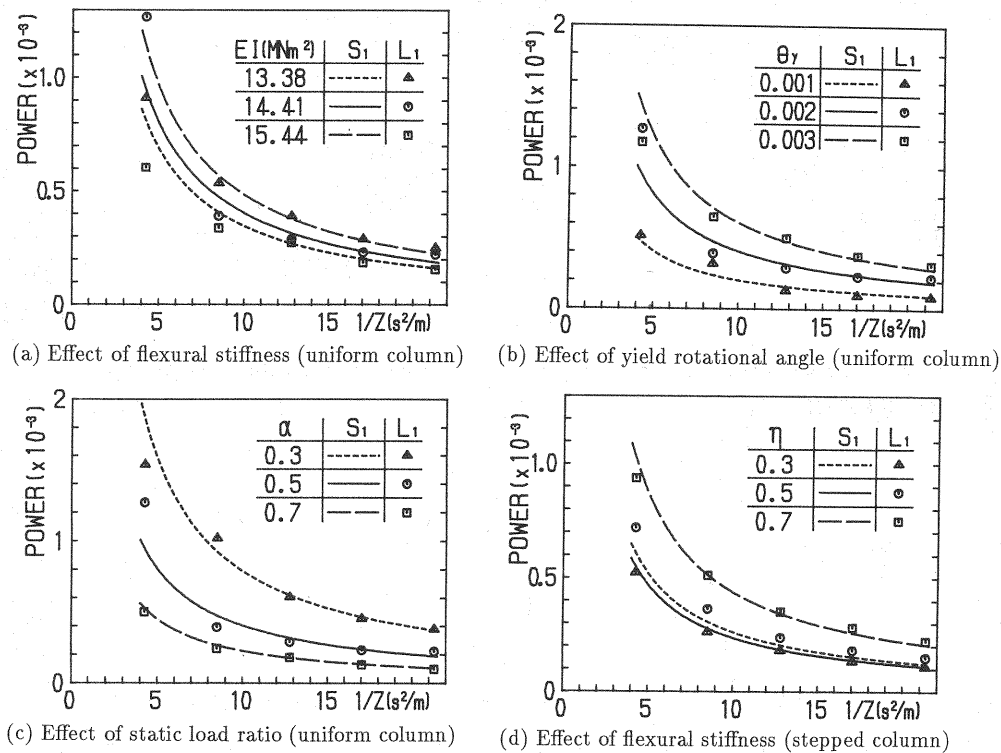 POWER(x10⁻³)
1.0
0.5
0
EI(MNm²) S₁ L₁
13.38
14.41
15.44
0 5 10 15 1/Z(s²/m)
(a) Effect of flexural stiffness (uniform column)
POWER(x10⁻³)
2
1
0
θy S₁ L₁
0.001
0.002
0.003
0 5 10 15 1/Z(s²/m)
(b) Effect of yield rotational angle (uniform column)
POWER(x10⁻³)
2
1
0
α S₁ L₁
0.3
0.5
0.7
0 5 10 15 1/Z(s²/m)
(c) Effect of static load ratio (uniform column)
POWER(x10⁻³)
1.0
0.5
0
η S₁ L₁
0.3
0.5
0.7
0 5 10 15 1/Z(s²/m)
(d) Effect of flexural stiffness (stepped column)